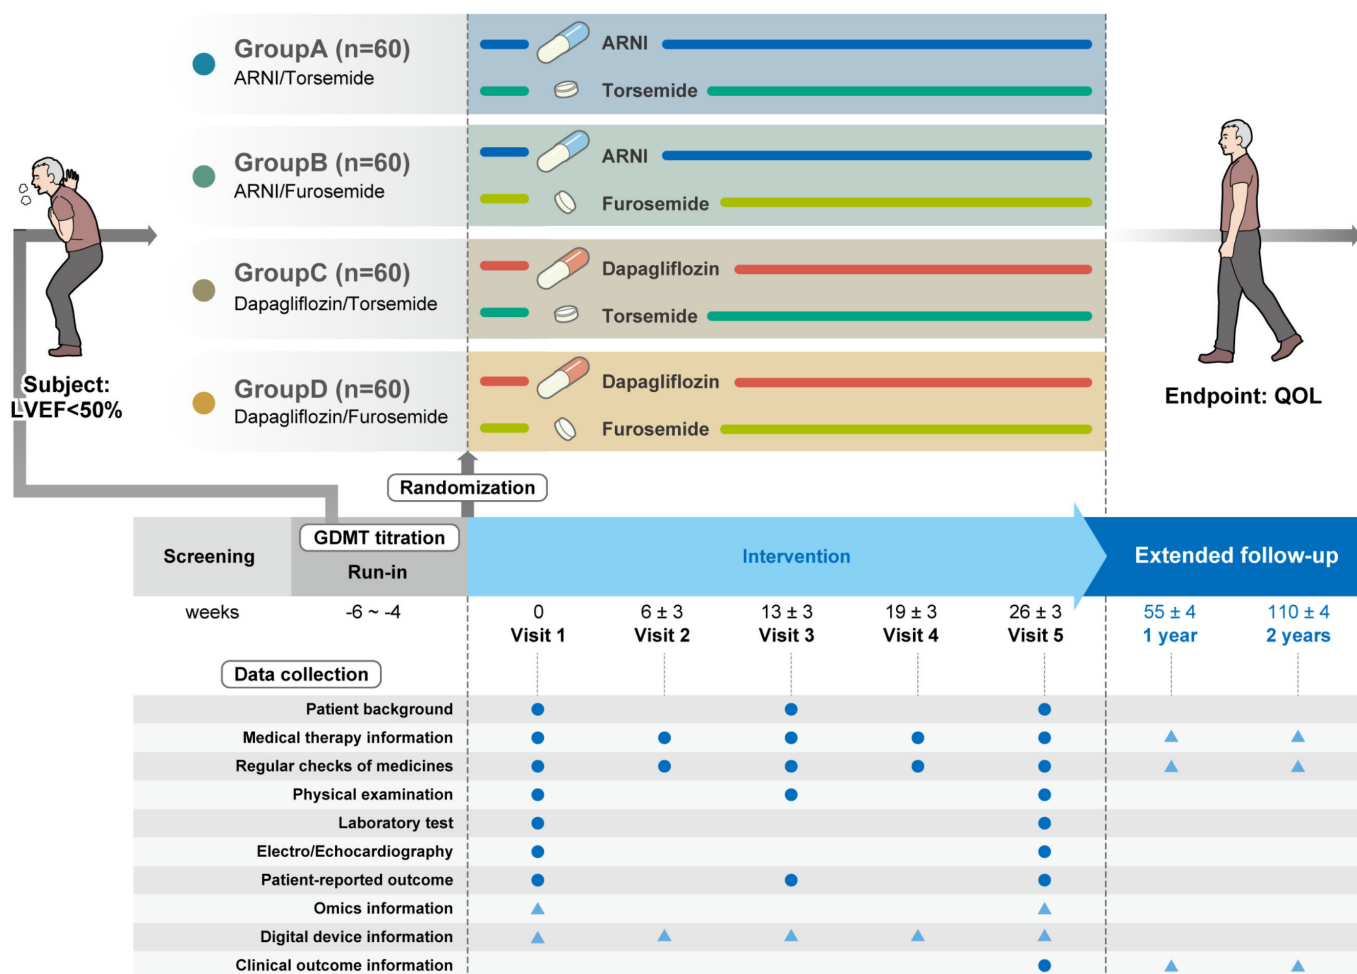 GroupA (n=60)
ARNI/Torsemide
ARNI
Torsemide
GroupB (n=60)
ARNI/Furosemide
ARNI
Furosemide
GroupC (n=60)
Dapagliflozin/Torsemide
Dapagliflozin
Torsemide
GroupD (n=60)
Dapagliflozin/Furosemide
Dapagliflozin
Furosemide
Subject:
LVEF<50%
Endpoint: QOL
Randomization
Screening
GDMT titration
Run-in
Intervention
Extended follow-up
weeks
-6 ~ -4
0
Visit 1
6 ± 3
Visit 2
13 ± 3
Visit 3
19 ± 3
Visit 4
26 ± 3
Visit 5
55 ± 4
1 year
110 ± 4
2 years
Data collection
Patient background
Medical therapy information
Regular checks of medicines
Physical examination
Laboratory test
Electro/Echocardiography
Patient-reported outcome
Omics information
Digital device information
Clinical outcome information